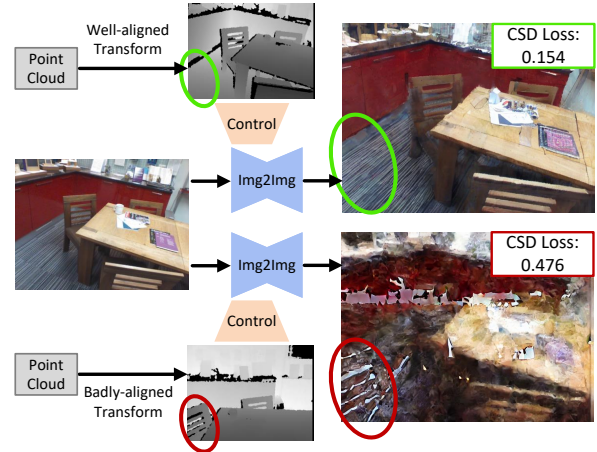 Point
Cloud
Well-aligned
Transform
CSD Loss:
0.154
Control
Img2Img
Img2Img
CSD Loss:
0.476
Control
Point
Cloud
Badly-aligned
Transform